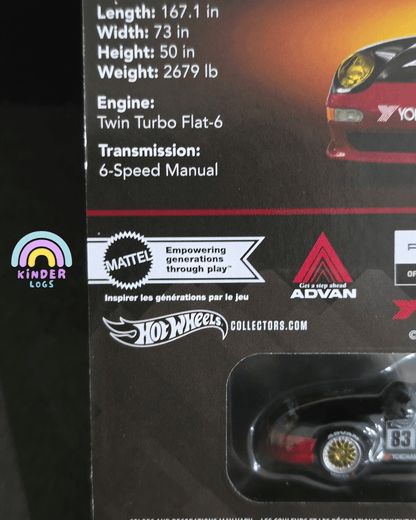 Length: 167.1 in
Width: 73 in
Height: 50 in
Weight: 2679 lb
Engine:
Twin Turbo Flat-6
Transmission:
6-Speed Manual
KINDER
LOGS
MATTEL
Empowering
generations
through play™
Inspirer les générations par le jeu
Get a step ahead
ADVAN
Hot Wheels
COLLECTORS.COM
ADVAN
83